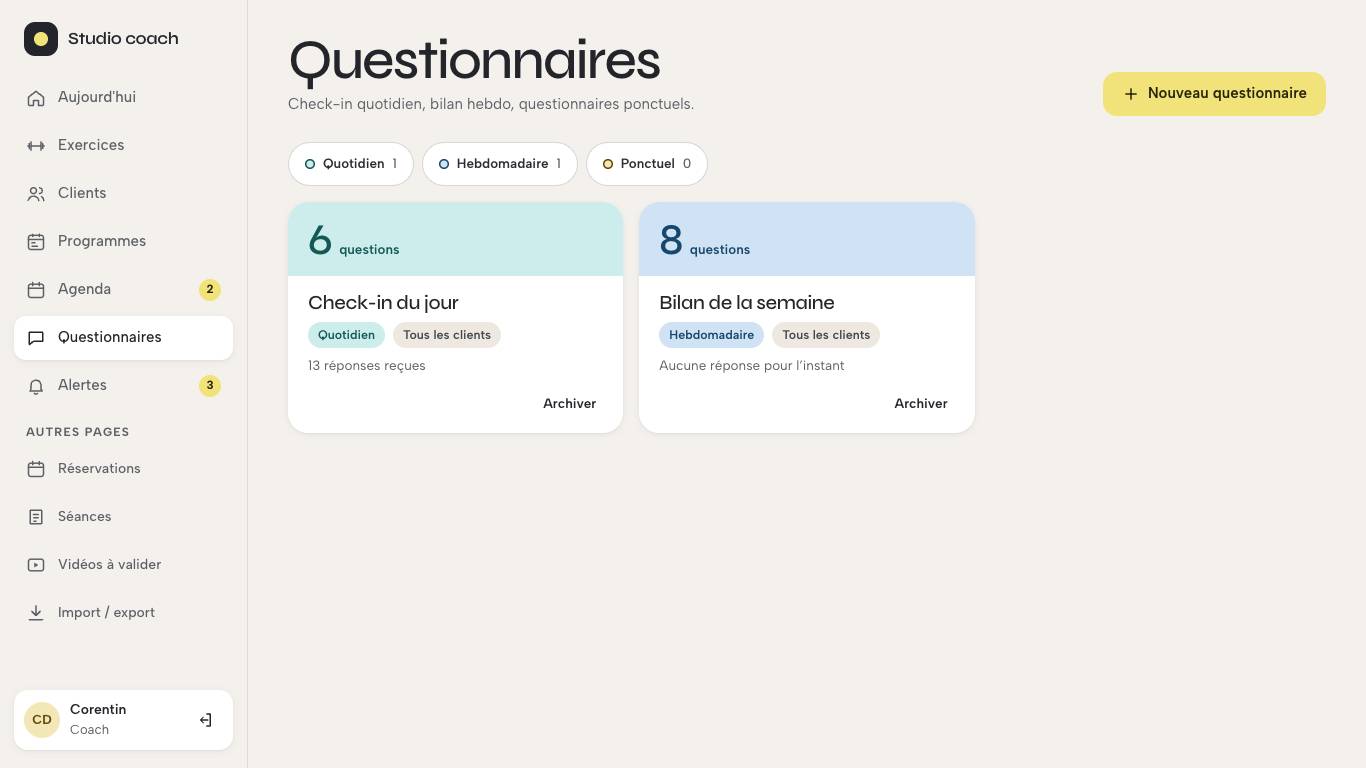 Studio coach
Aujourd'hui
Exercices
Clients
Programmes
Agenda 2
Questionnaires
Alertes 3
AUTRES PAGES
Réservations
Séances
Vidéos à valider
Import / export
CD
Corentin
Coach
Questionnaires
Check-in quotidien, bilan hebdo, questionnaires ponctuels.
Nouveau questionnaire
Quotidien 1
Hebdomadaire 1
Ponctuel 0
6 questions
Check-in du jour
Quotidien
Tous les clients
13 réponses reçues
Archiver
8 questions
Bilan de la semaine
Hebdomadaire
Tous les clients
Aucune réponse pour l’instant
Archiver